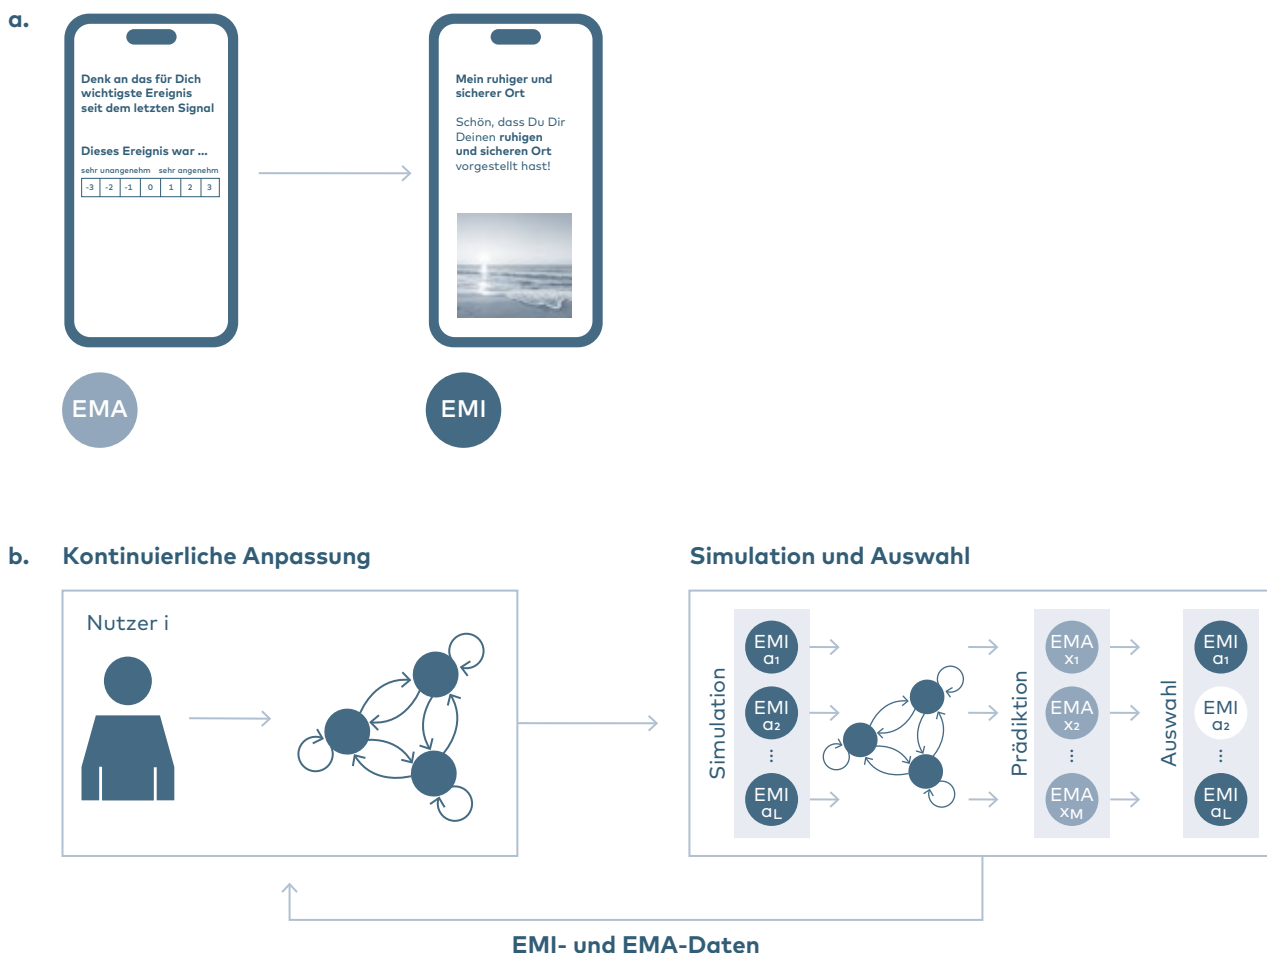 a.
Denk an das für Dich
wichtigste Ereignis
seit dem letzten Signal
Dieses Ereignis war ...
sehr unangenehm sehr angenehm
-3 -2 -1 0 1 2 3
EMA
Mein ruhiger und
sicherer Ort
Schön, dass Du Dir
Deinen ruhigen
und sicheren Ort
vorgestellt hast!
EMI
b.
Kontinuierliche Anpassung
Nutzer i
Simulation und Auswahl
Simulation
EMI
a1
EMI
a2
⋮
EMI
aL
Prädiktion
EMA
x1
EMA
x2
⋮
EMA
xM
Auswahl
EMI
a1
EMI
a2
⋮
EMI
aL
EMI- und EMA-Daten